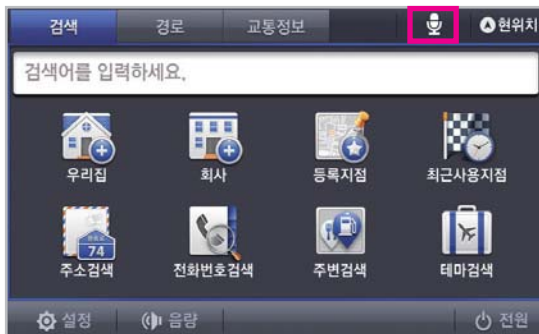 검색 경로 교통정보 현위치
검색어를 입력하세요.
우리집 회사 등록지점 최근사용지점
74
주소검색 전화번호검색 주변검색 테마검색
설정 음량 전원